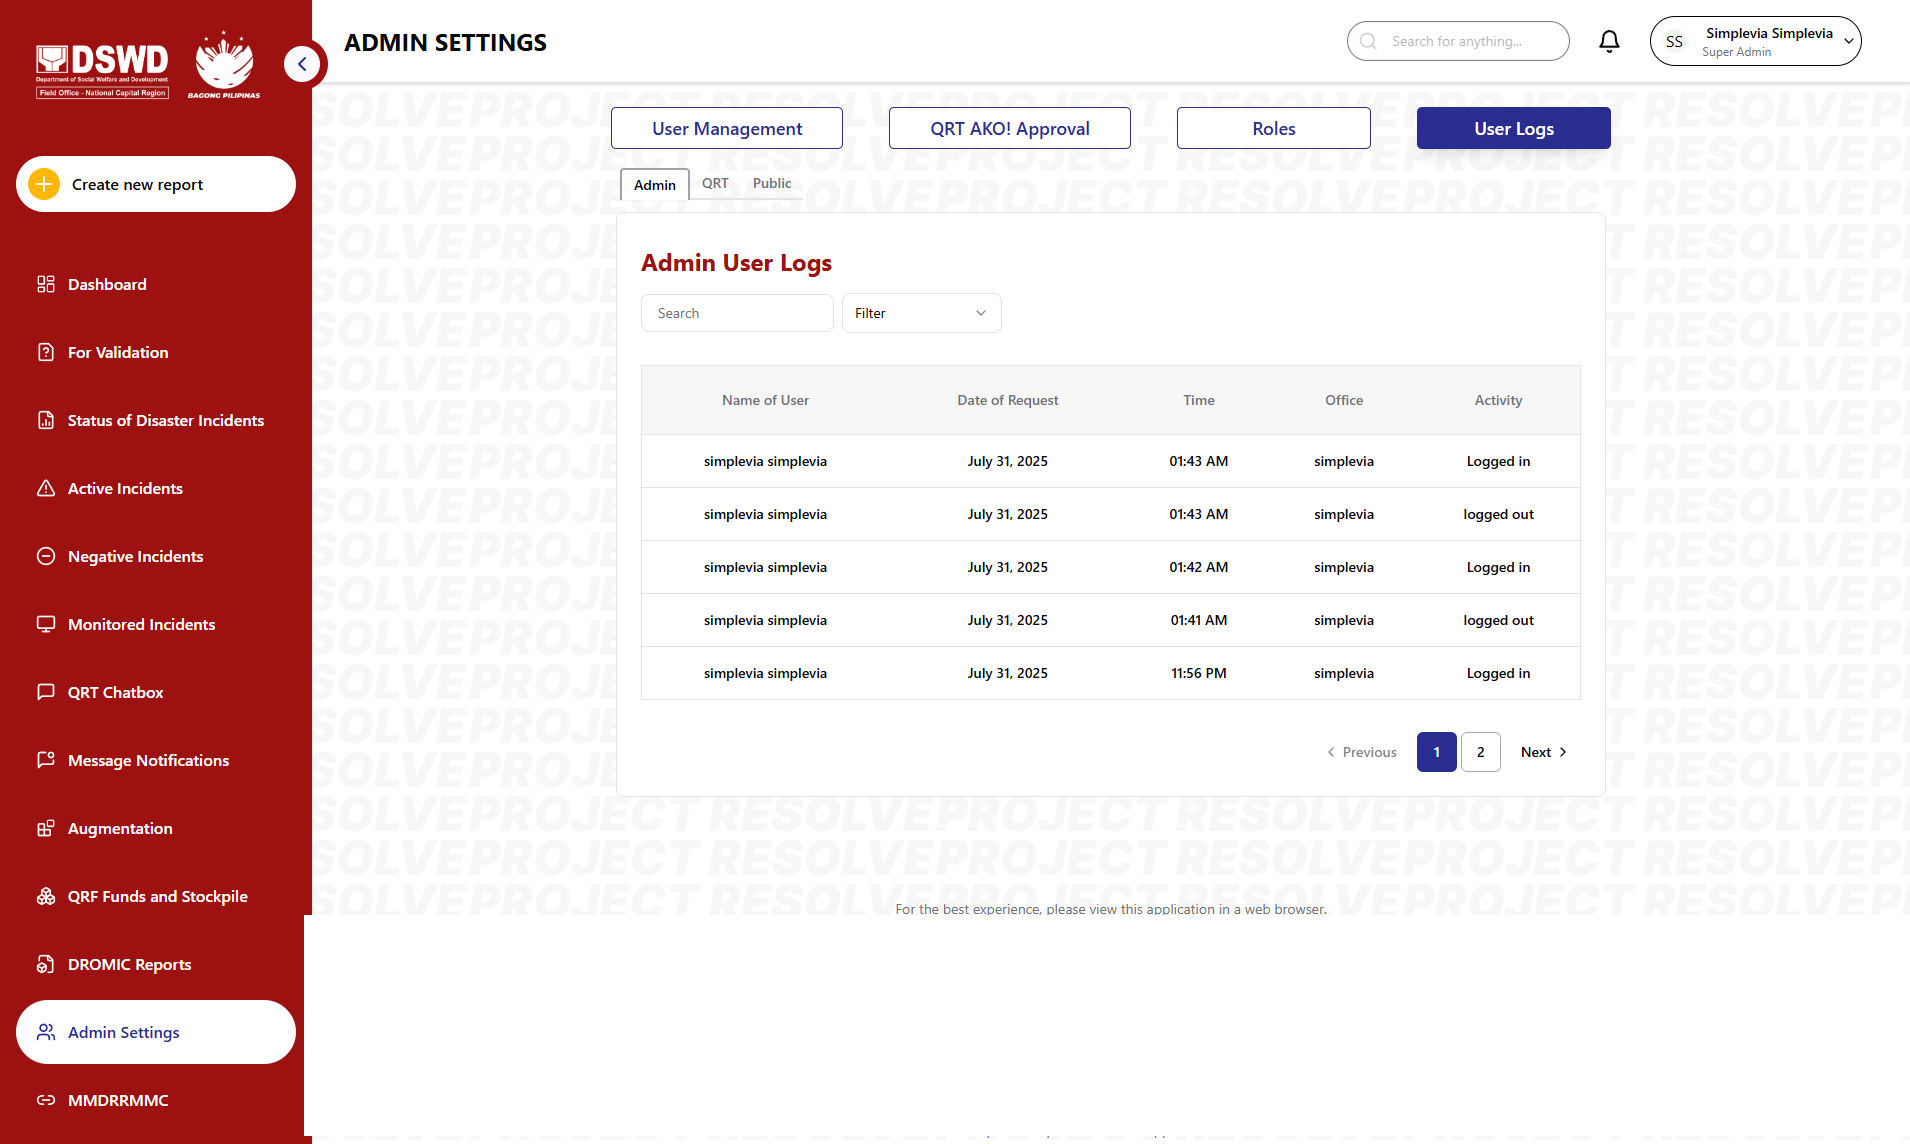 DSWD
Department of Social Welfare and Development
Field Office - National Capital Region
BAGONG PILIPINAS
ADMIN SETTINGS
Search for anything...
SS
Simplevia Simplevia
Super Admin
Create new report
Dashboard
For Validation
Status of Disaster Incidents
Active Incidents
Negative Incidents
Monitored Incidents
QRT Chatbox
Message Notifications
Augmentation
QRF Funds and Stockpile
DROMIC Reports
Admin Settings
MMDRRMMC
User Management
QRT AKO! Approval
Roles
User Logs
Admin QRT Public
Admin User Logs
Search
Filter
Name of User Date of Request Time Office Activity
simplevia simplevia July 31, 2025 01:43 AM simplevia Logged in
simplevia simplevia July 31, 2025 01:43 AM simplevia logged out
simplevia simplevia July 31, 2025 01:42 AM simplevia Logged in
simplevia simplevia July 31, 2025 01:41 AM simplevia logged out
simplevia simplevia July 31, 2025 11:56 PM simplevia Logged in
Previous 1 2 Next
PROJECT RESOLVE PROJECT RESOLVE PROJECT RESOLVE
For the best experience, please view this application in a web browser.